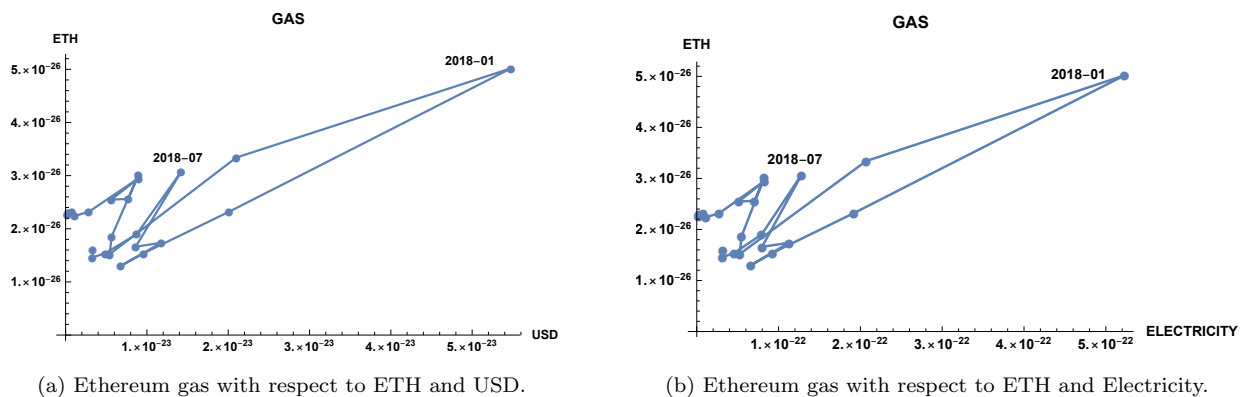 GAS
ETH
5.×10⁻²⁶
4.×10⁻²⁶
3.×10⁻²⁶
2.×10⁻²⁶
1.×10⁻²⁶
2018-01
2018-07
1.×10⁻²³ 2.×10⁻²³ 3.×10⁻²³ 4.×10⁻²³ 5.×10⁻²³
USD
(a) Ethereum gas with respect to ETH and USD.
GAS
ETH
5.×10⁻²⁶
4.×10⁻²⁶
3.×10⁻²⁶
2.×10⁻²⁶
1.×10⁻²⁶
2018-01
2018-07
1.×10⁻²² 2.×10⁻²² 3.×10⁻²² 4.×10⁻²² 5.×10⁻²²
ELECTRICITY
(b) Ethereum gas with respect to ETH and Electricity.